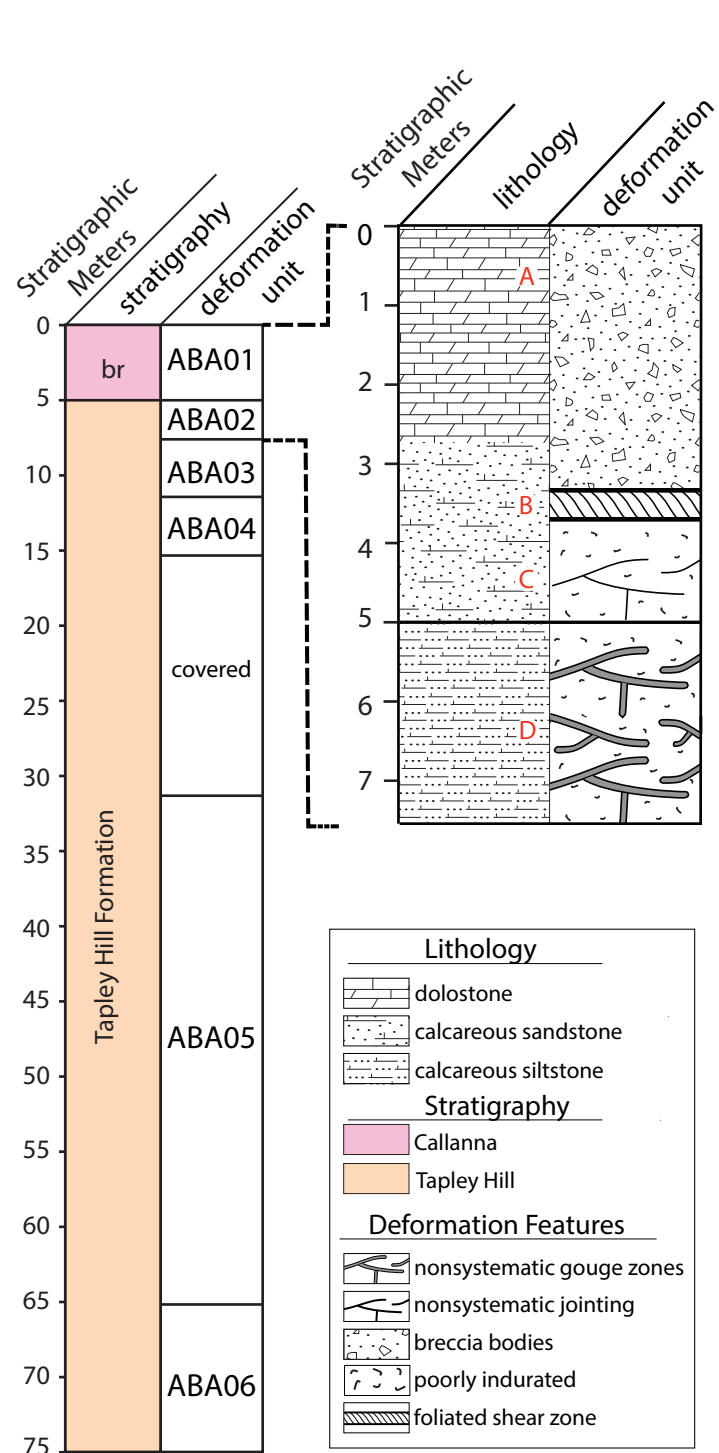 Stratigraphic
Meters
stratigraphy
deformation
unit
0
5
10
15
20
25
30
35
40
45
50
55
60
65
70
75
br
Tapley Hill Formation
ABA01
ABA02
ABA03
ABA04
covered
ABA05
ABA06
Stratigraphic
Meters
lithology
deformation
unit
0
1
2
3
4
5
6
7
A
B
C
D
Lithology
dolostone
calcareous sandstone
calcareous siltstone
Stratigraphy
Callanna
Tapley Hill
Deformation Features
nonsystematic gouge zones
nonsystematic jointing
breccia bodies
poorly indurated
foliated shear zone